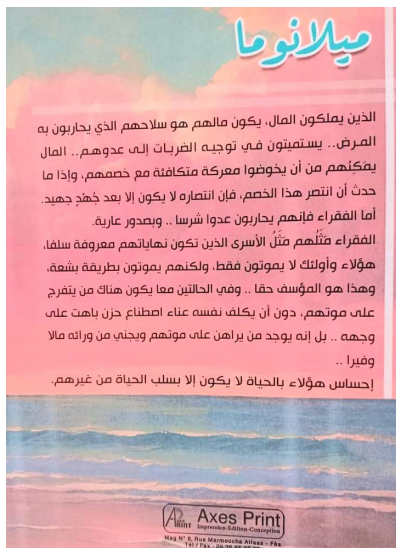 ميلانوما
الذين يملكون المال، يكون مالهم هو سلاحهم الذي يحاربون به
المرض.. يستميتون في توجيه الضربات إلى عدوهم.. المال
يمَكِنُهم من أن يخوضوا معركة متكافئة مع خصمهم، وإذا ما
حدث أن انتصر هذا الخصم، فإن انتصاره لا يكون إلا بعد جُهْدٍ جهيد.
أما الفقراء فإنهم يحاربون عدوا شرسا .. وبصدور عارية.
الفقراء مَثَلُهم مَثَلُ الأسرى الذين تكون نهاياتهم معروفة سلفا،
هؤلاء وأولئك لا يموتون فقط، ولكنهم يموتون بطريقة بشعة،
وهذا هو المؤسف حقا .. وفي الحالتين معا يكون هناك من يتفرج
على موتهم، دون أن يكلف نفسه عناء اصطناع حزن باهت على
وجهه .. بل إنه يوجد من يراهن على موتهم ويجني من ورائه مالا
وفيرا ..
إحساس هؤلاء بالحياة لا يكون إلا بسلب الحياة من غيرهم.
Axes Print
Impression-Edition-Conception
Mag N° 6, Rue Marmoucha Atlass - Fès
Tél / Fax :